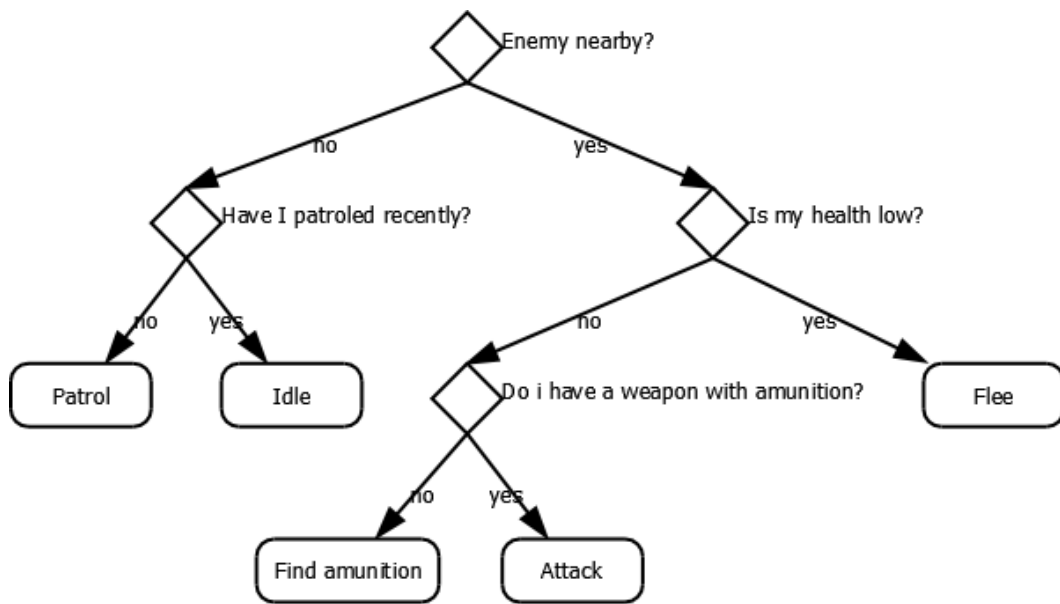 Enemy nearby?
no
yes
Have I patroled recently?
Is my health low?
no
yes
no
yes
Patrol
Idle
Do i have a weapon with amunition?
Flee
no
yes
Find amunition
Attack